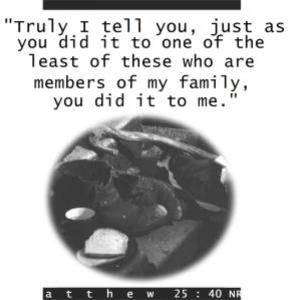 "Truly I tell you, just as
you did it to one of the
least of these who are
members of my family,
you did it to me."
a t t h e w 25 : 40 NR